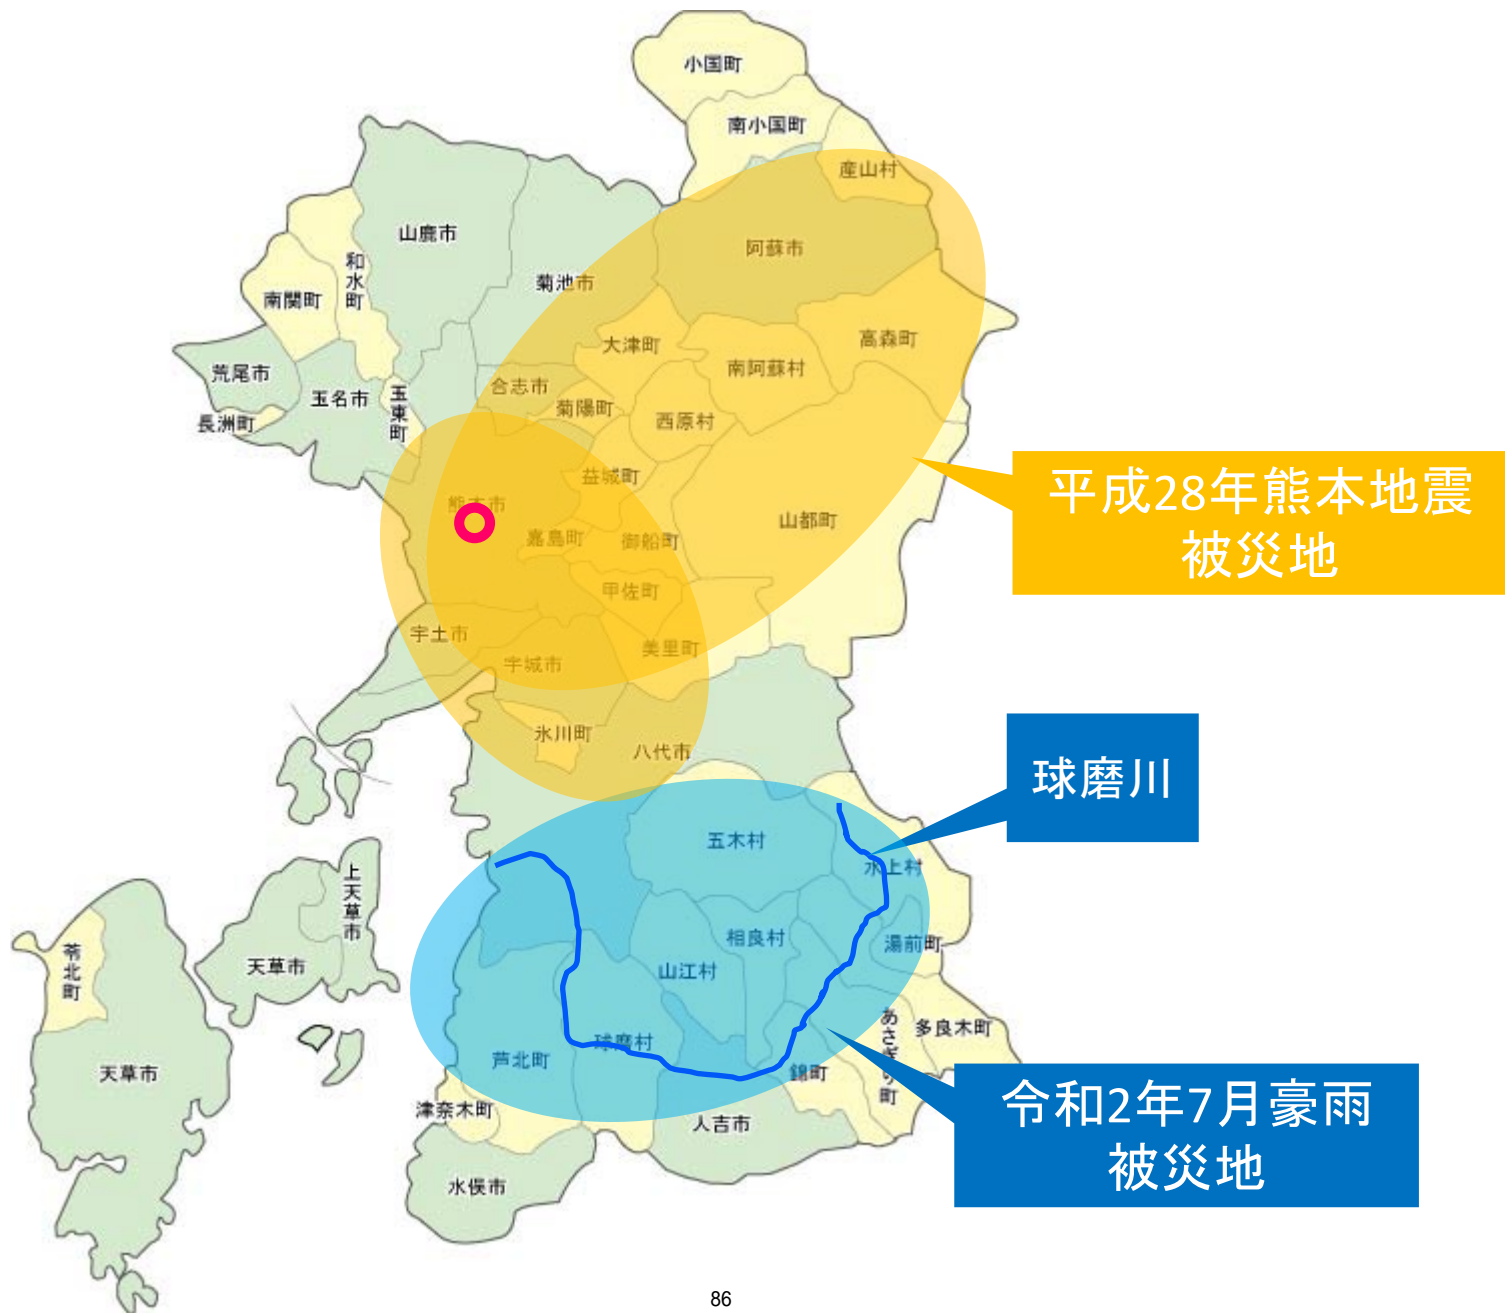 小国町
南小国町
産山村
山鹿市
阿蘇市
和水町
菊池市
南関町
大津町
高森町
南阿蘇村
荒尾市
合志市
玉名市
玉東町
菊陽町
西原村
長洲町
益城町
平成28年熊本地震
被災地
熊本市
山都町
嘉島町
御船町
甲佐町
宇土市
美里町
宇城市
氷川町
八代市
球磨川
五木村
水上村
上天草市
相良村
湯前町
苓北町
天草市
山江村
あさぎり町
多良木町
球磨村
芦北町
天草市
錦町
津奈木町
人吉市
令和2年7月豪雨
被災地
水俣市
86